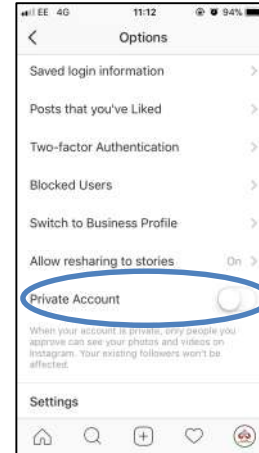 EE 4G 11:12 94%
Options
Saved login information
Posts that you've Liked
Two-factor Authentication
Blocked Users
Switch to Business Profile
Allow resharing to stories On
Private Account
When your account is private, only people you
approve can see your photos and videos on
Instagram. Your existing followers won't be
affected.
Settings